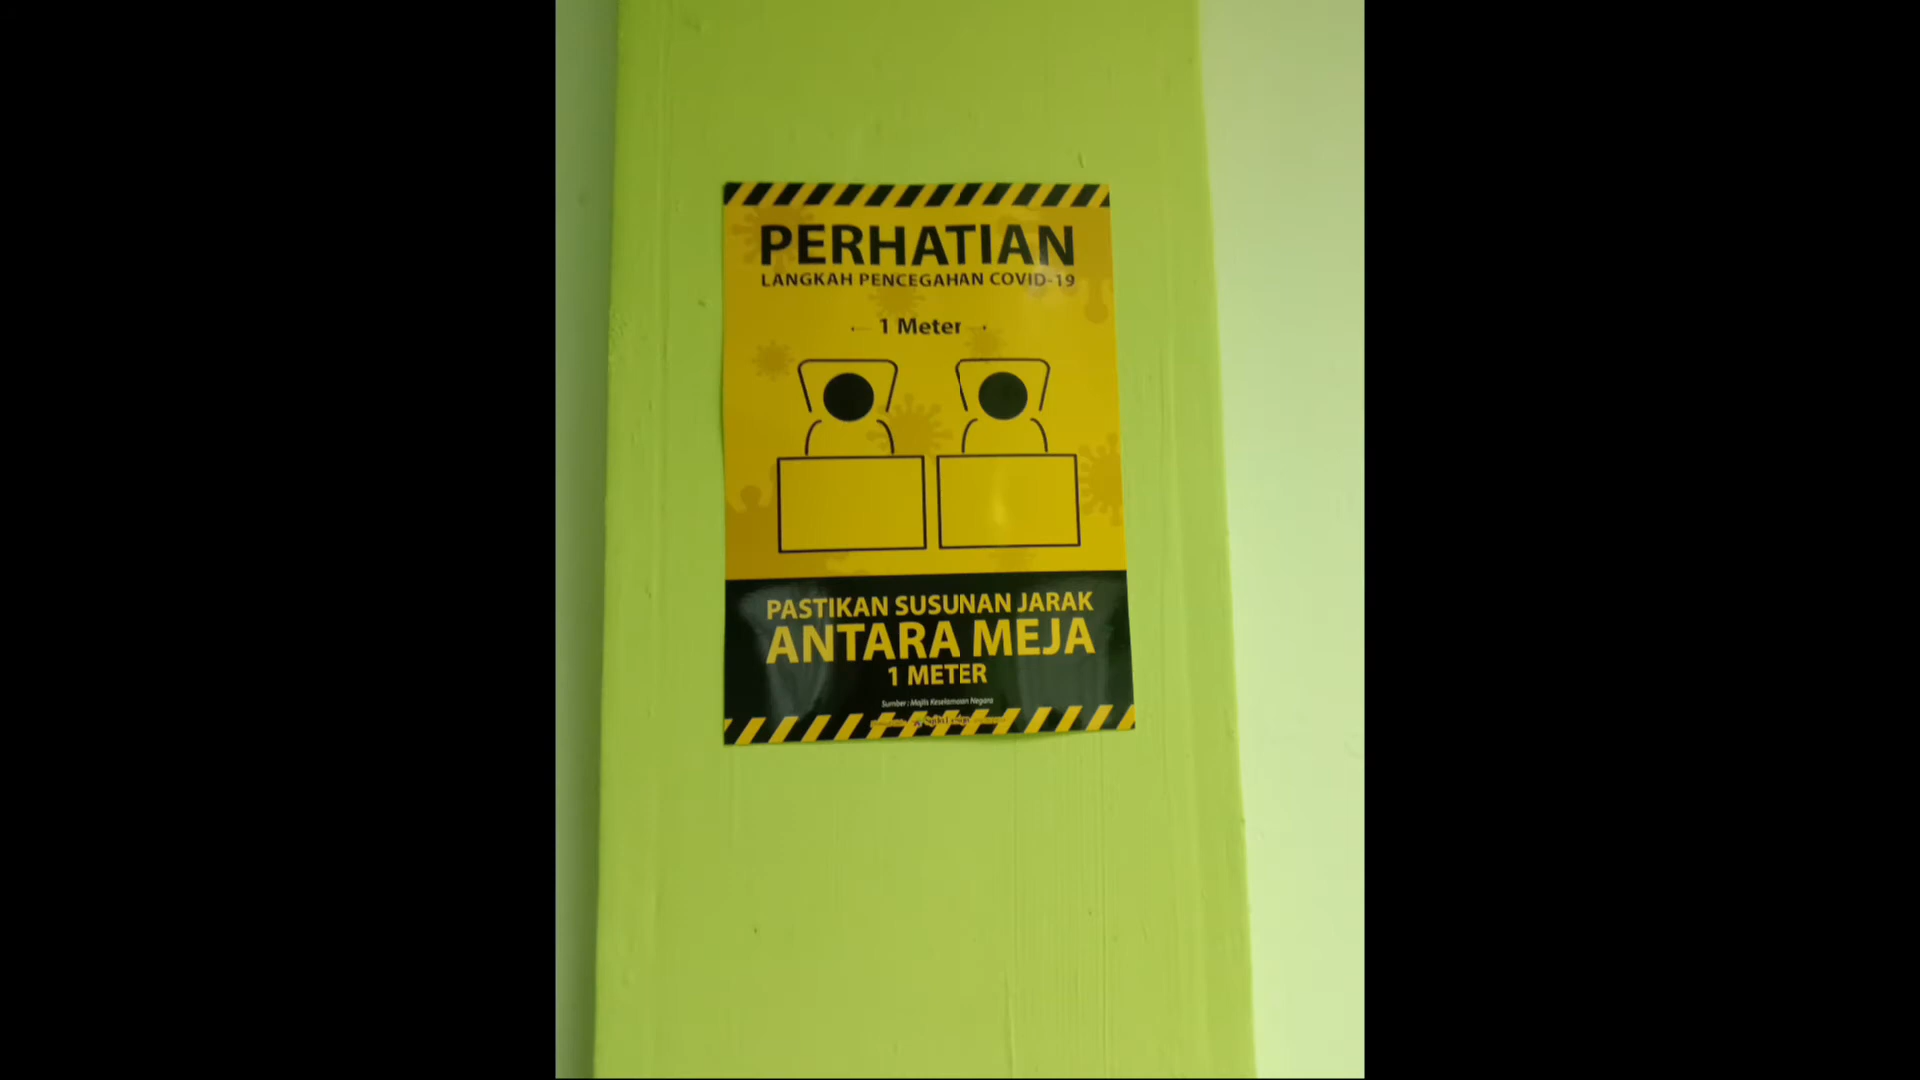 PERHATIAN
LANGKAH PENCEGAHAN COVID-19
1 Meter
PASTIKAN SUSUNAN JARAK
ANTARA MEJA
1 METER
Sumber : Majlis Keselamatan Negara